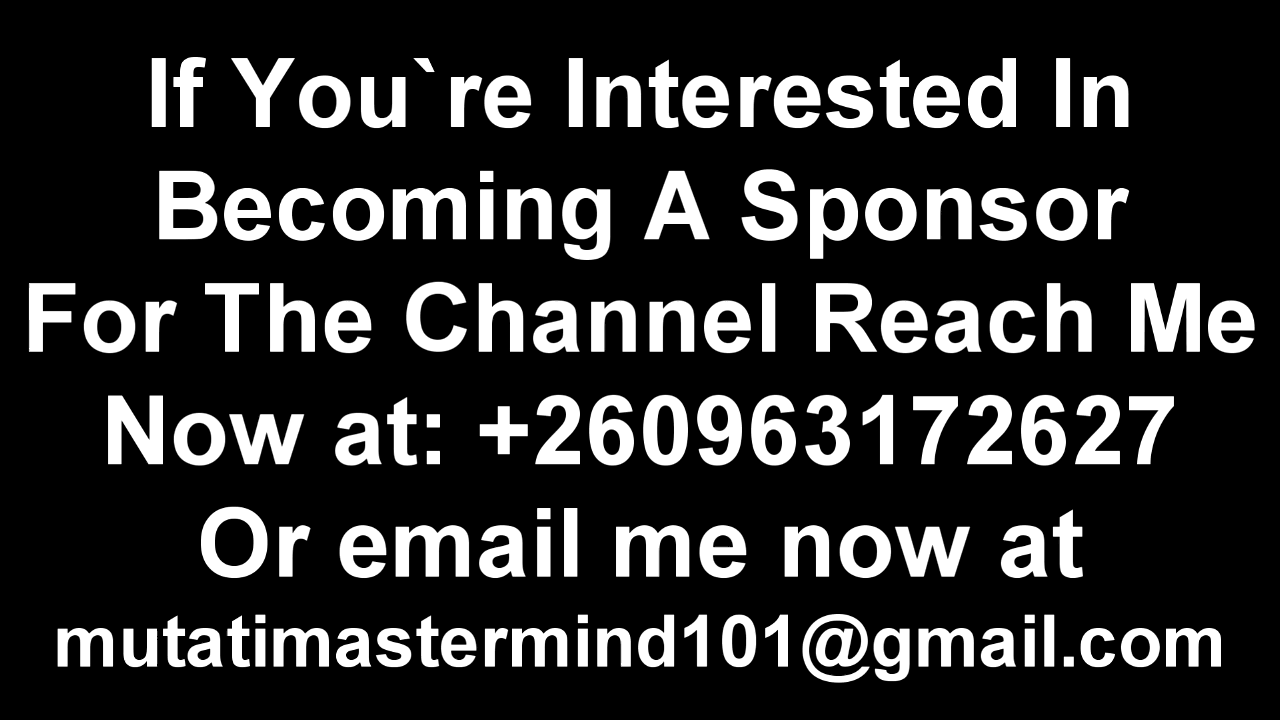 If You`re Interested In
Becoming A Sponsor
For The Channel Reach Me
Now at: +260963172627
Or email me now at
mutatimastermind101@gmail.com